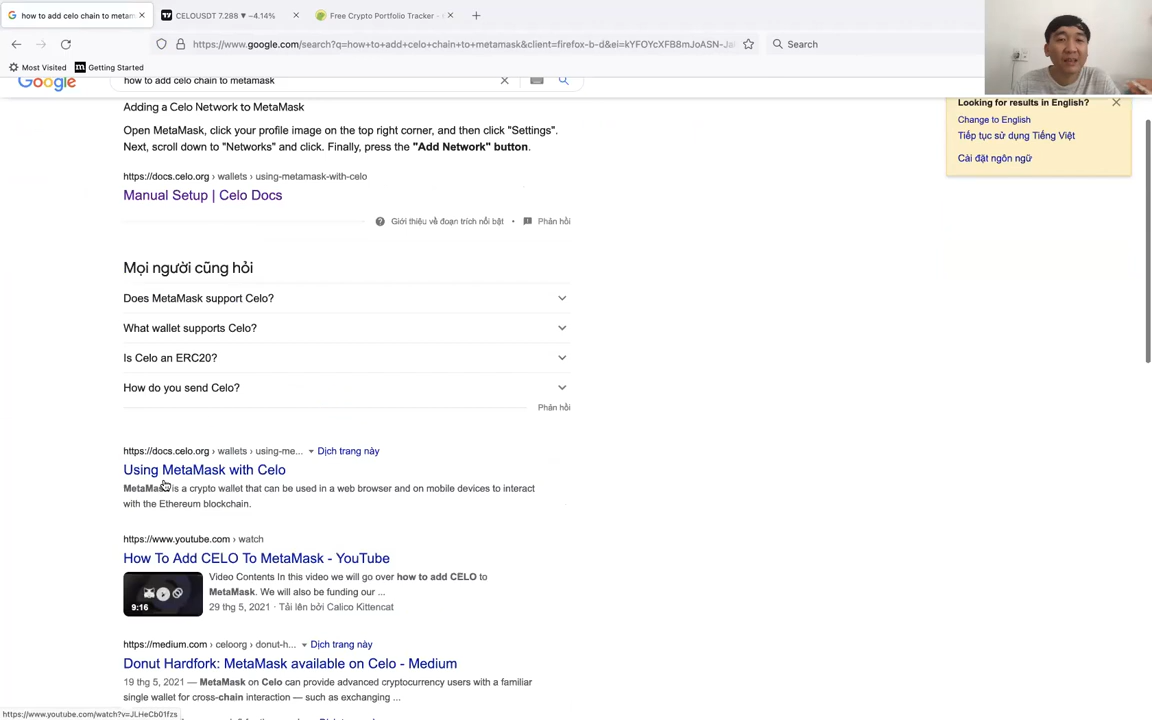 how to add celo chain to metam
CELOUSDT 7.288 ▼ −4.14%
Free Crypto Portfolio Tracker -
https://www.google.com/search?q=how+to+add+celo+chain+to+metamask&client=firefox-b-d&ei=
Search
Most Visited
Getting Started
Google
how to add celo chain to metamask
Adding a Celo Network to MetaMask
Open MetaMask, click your profile image on the top right corner, and then click "Settings".
Next, scroll down to "Networks" and click. Finally, press the "Add Network" button.
https://docs.celo.org › wallets › using-metamask-with-celo
Manual Setup | Celo Docs
Giới thiệu về đoạn trích nổi bật • Phản hồi
Looking for results in English?
Change to English
Tiếp tục sử dụng Tiếng Việt
Cài đặt ngôn ngữ
Mọi người cũng hỏi
Does MetaMask support Celo?
What wallet supports Celo?
Is Celo an ERC20?
How do you send Celo?
Phản hồi
https://docs.celo.org › wallets › using-me... Dịch trang này
Using MetaMask with Celo
MetaMask is a crypto wallet that can be used in a web browser and on mobile devices to interact
with the Ethereum blockchain.
https://www.youtube.com › watch
How To Add CELO To MetaMask - YouTube
Video Contents In this video we will go over how to add CELO to
MetaMask. We will also be funding our ...
9:16
29 thg 5, 2021 · Tải lên bởi Calico Kittencat
https://medium.com › celoorg › donut-h... Dịch trang này
Donut Hardfork: MetaMask available on Celo - Medium
19 thg 5, 2021 — MetaMask on Celo can provide advanced cryptocurrency users with a familiar
single wallet for cross-chain interaction — such as exchanging ...
https://www.youtube.com/watch?v=JLHeCb01fzs